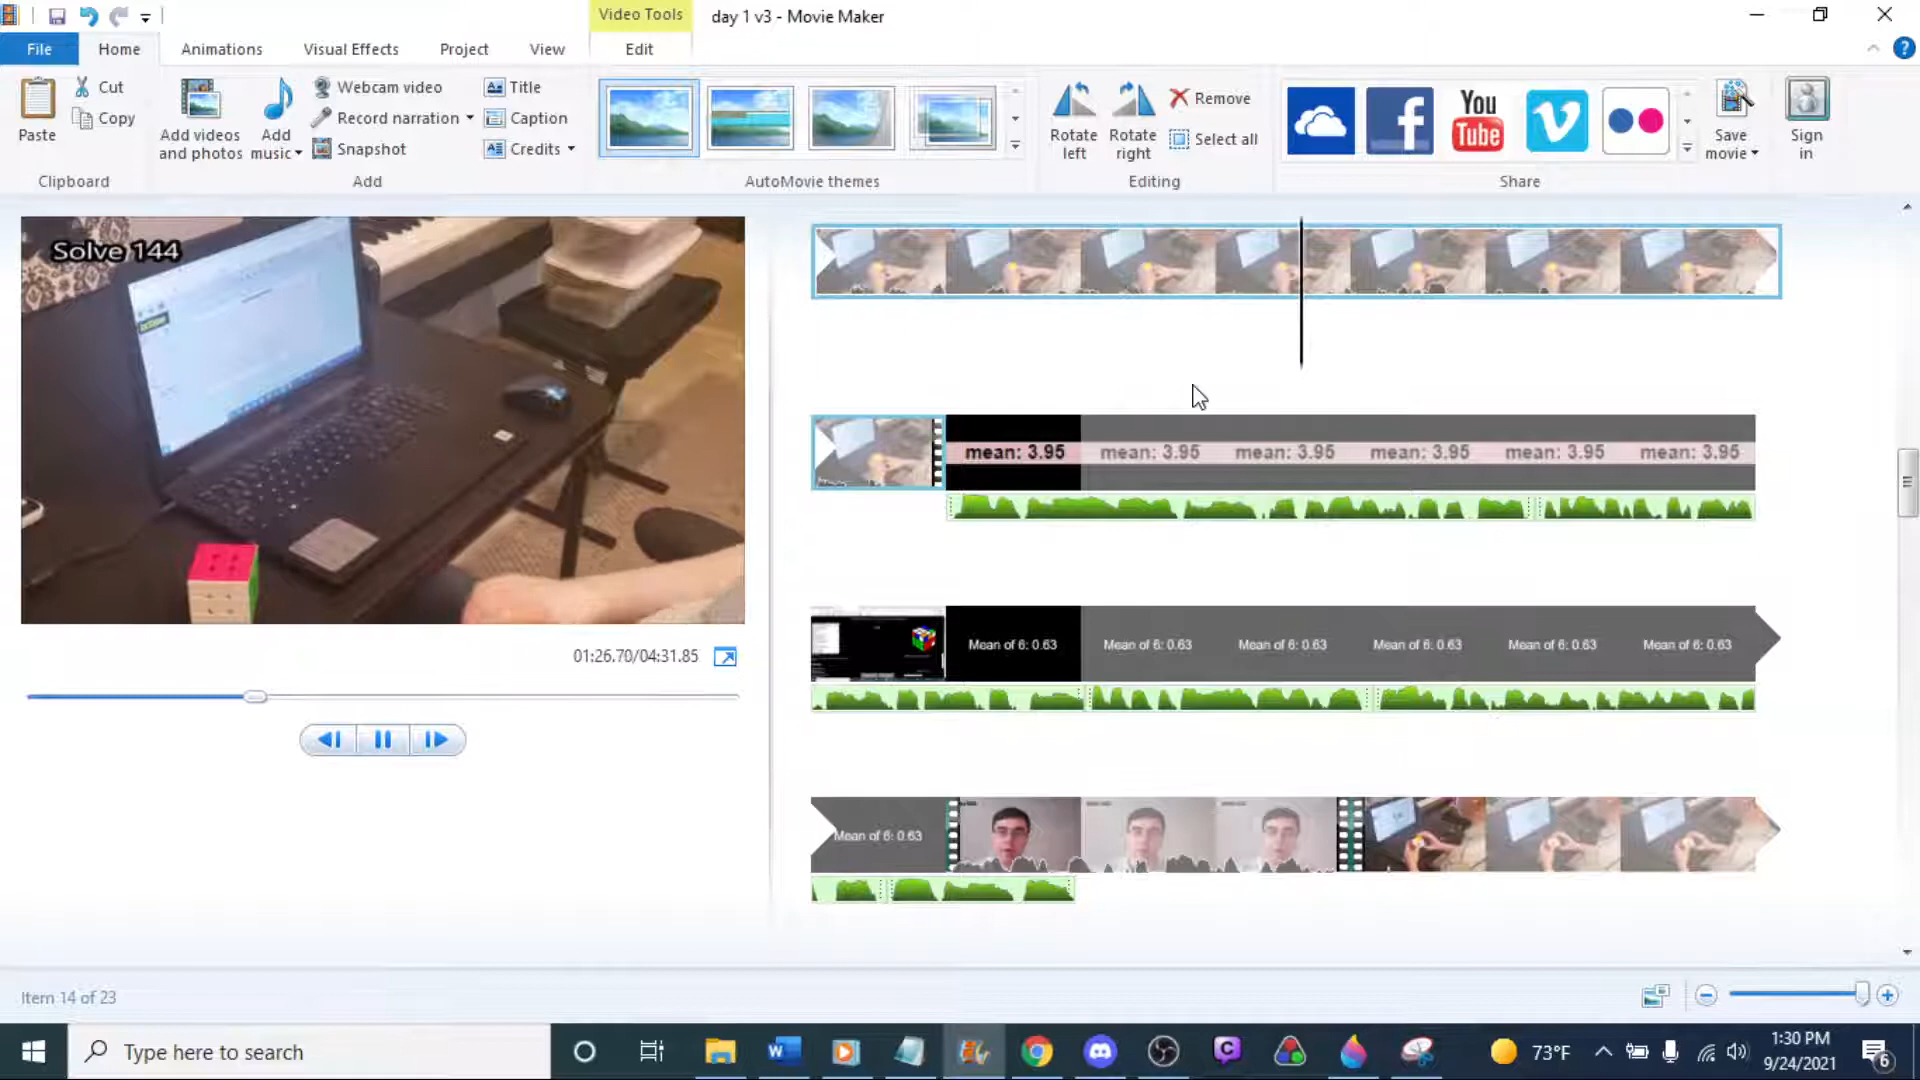 Video Tools
day 1 v3 - Movie Maker
File
Home
Animations
Visual Effects
Project
View
Edit
Paste
Cut
Copy
Clipboard
Add videos
and photos
Add
music
Webcam video
Record narration
Snapshot
Title
Caption
Credits
Add
AutoMovie themes
Rotate
left
Rotate
right
Remove
Select all
Editing
You
Tube
Share
Save
movie
Sign
in
Solve 144
01:26.70/04:31.85
mean: 3.95
mean: 3.95
mean: 3.95
mean: 3.95
mean: 3.95
mean: 3.95
Mean of 6: 0.63
Mean of 6: 0.63
Mean of 6: 0.63
Mean of 6: 0.63
Mean of 6: 0.63
Mean of 6: 0.63
Mean of 6: 0.63
Item 14 of 23
Type here to search
73°F
1:30 PM
9/24/2021
6